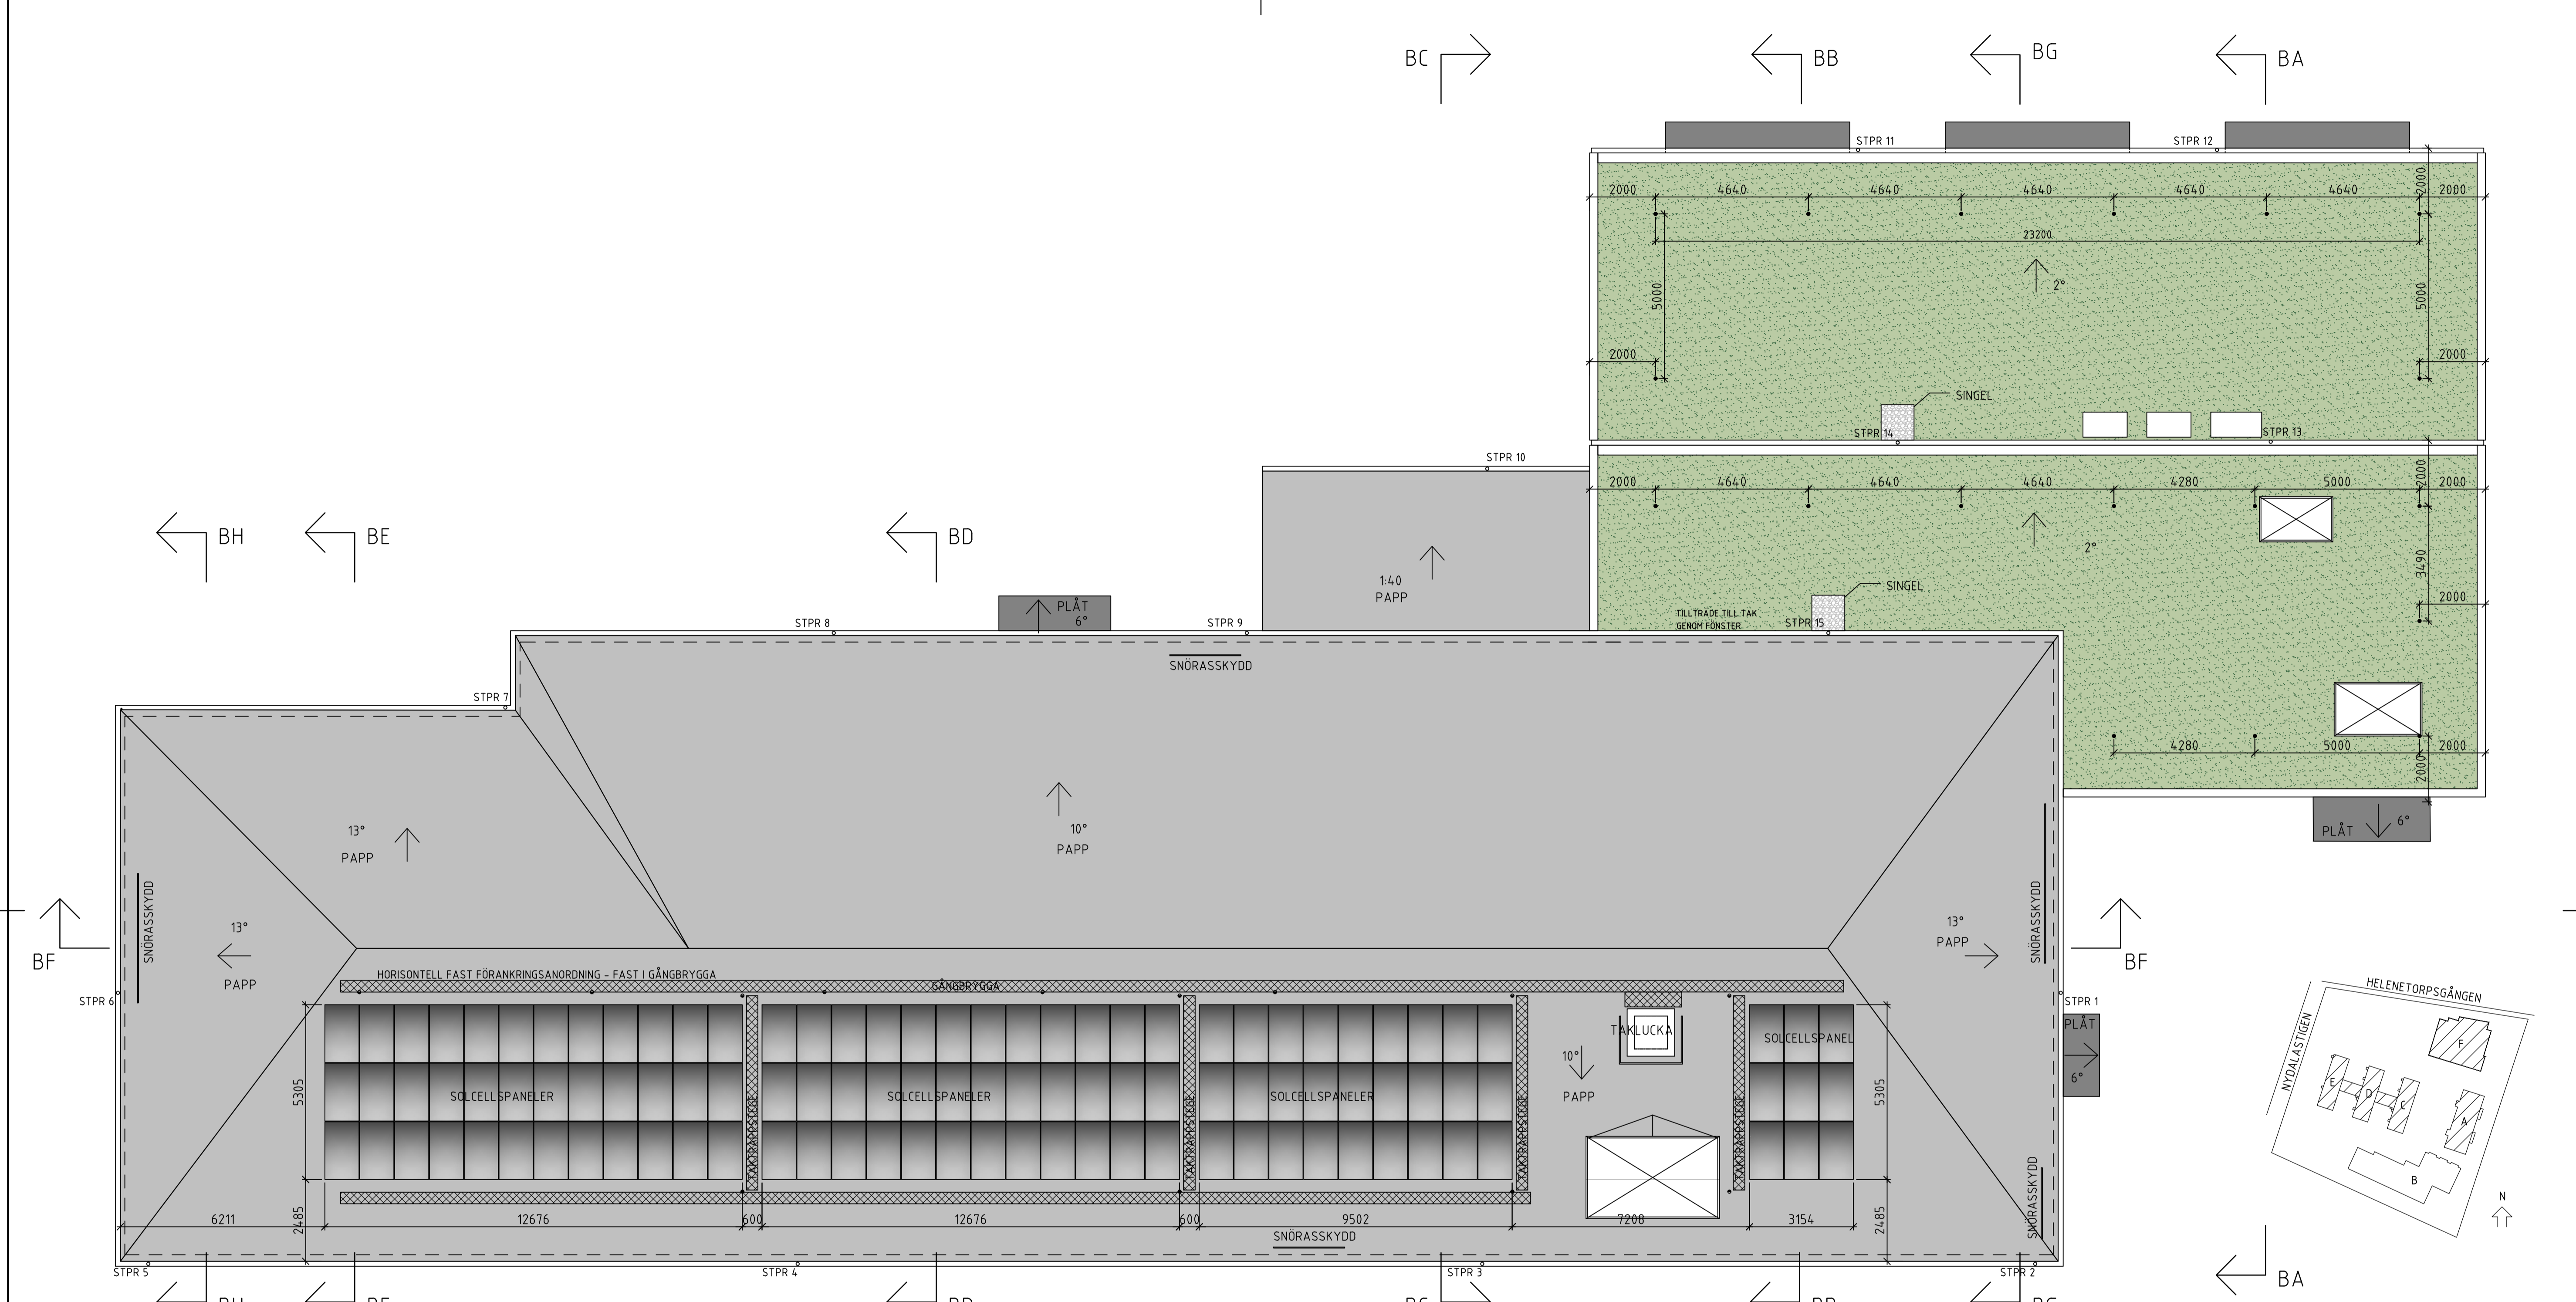 BC
BB
BG
BA
STPR 11
STPR 12
2000
4640
4640
4640
4640
4640
2000
2000
23200
2°
5000
5000
2000
2000
SINGEL
STPR 14
STPR 13
STPR 10
2000
4640
4640
4640
4280
5000
2000
2000
BH
BE
BD
2°
3490
1:40
PAPP
SINGEL
PLÅT
6°
TILLTRÄDE TILL TAK
GENOM FÖNSTER
2000
STPR 8
STPR 9
STPR 15
SNÖRASSKYDD
STPR 7
4280
5000
2000
2000
PLÅT
6°
13°
PAPP
10°
PAPP
SNÖRASSKYDD
13°
PAPP
SNÖRASSKYDD
13°
PAPP
BF
BF
HORISONTELL FAST FÖRANKRINGSANORDNING - FAST I GÅNGBRYGGA
GÅNGBRYGGA
STPR 6
STPR 1
PLÅT
6°
TAKLUCKA
SOLCELLSPANEL
10°
PAPP
5305
SOLCELLSPANELER
SOLCELLSPANELER
SOLCELLSPANELER
5305
TAKTRAPPSTEGE
TAKTRAPPSTEGE
TAKTRAPPSTEGE
TAKTRAPPSTEGE
SNÖRASSKYDD
6211
2485
12676
600
12676
600
9502
7208
3154
2485
SNÖRASSKYDD
STPR 5
STPR 4
STPR 3
STPR 2
BA
HELENETORPSGÅNGEN
NYDALASTIGEN
F
E
D
C
A
B
N